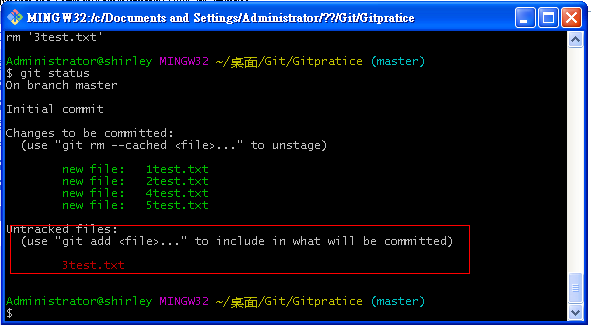 MINGW32:/c/Documents and Settings/Administrator/??/Git/Gitpratice
rm '3test.txt'
Administrator@shirley MINGW32 ~/桌面/Git/Gitpratice (master)
$ git status
On branch master
Initial commit
Changes to be committed:
(use "git rm --cached <file>..." to unstage)
new file: 1test.txt
new file: 2test.txt
new file: 4test.txt
new file: 5test.txt
Untracked files:
(use "git add <file>..." to include in what will be committed)
3test.txt
Administrator@shirley MINGW32 ~/桌面/Git/Gitpratice (master)
$